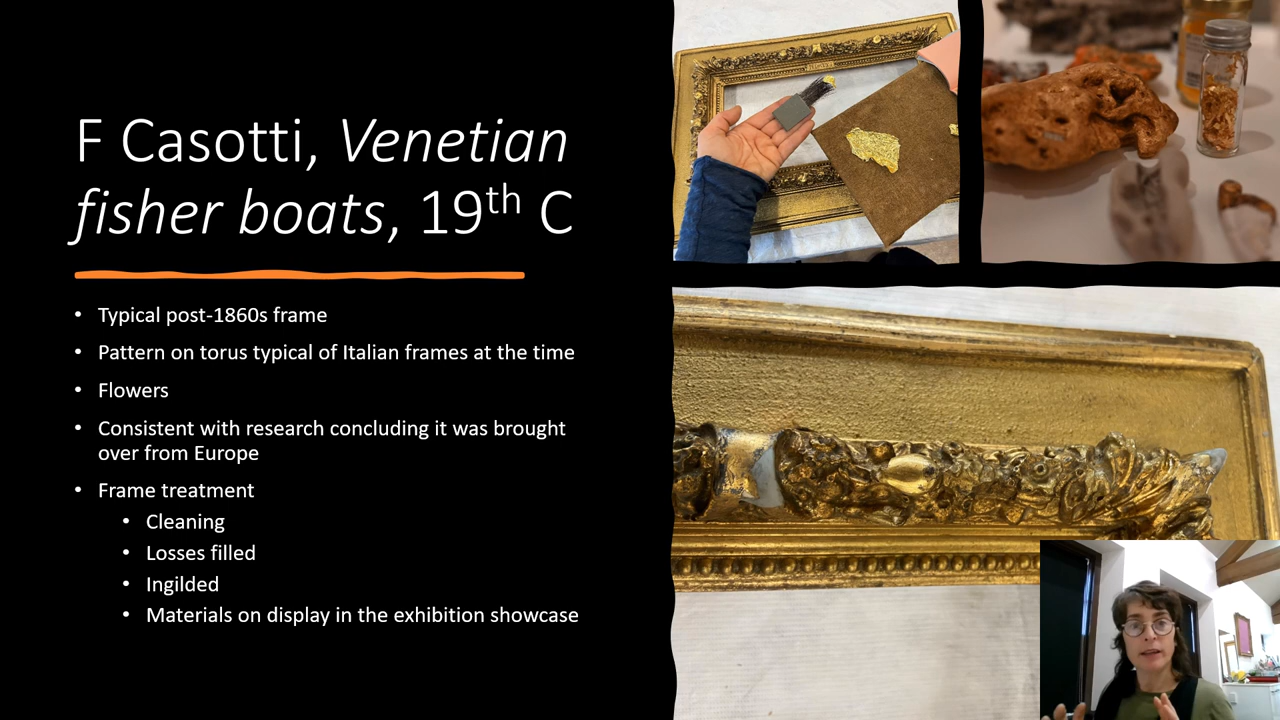 F Casotti, Venetian
fisher boats, 19th C
• Typical post-1860s frame
• Pattern on torus typical of Italian frames at the time
• Flowers
• Consistent with research concluding it was brought
over from Europe
• Frame treatment
• Cleaning
• Losses filled
• Ingilded
• Materials on display in the exhibition showcase